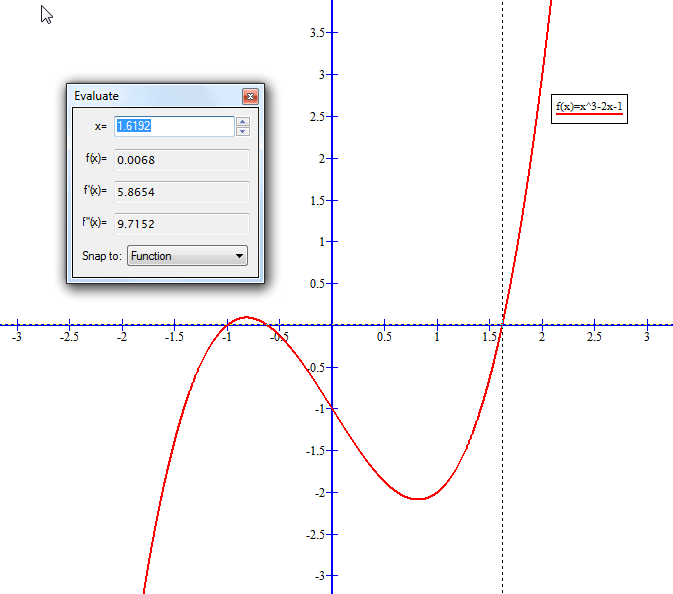 3.5
3
2.5
2
1.5
1
0.5
-3 -2.5 -2 -1.5 -1 -0.5 0.5 1 1.5 2 2.5 3
-0.5
-1
-1.5
-2
-2.5
-3
Evaluate
x= 1.6192
f(x)= 0.0068
f'(x)= 5.8654
f''(x)= 9.7152
Snap to: Function
f(x)=x^3-2x-1